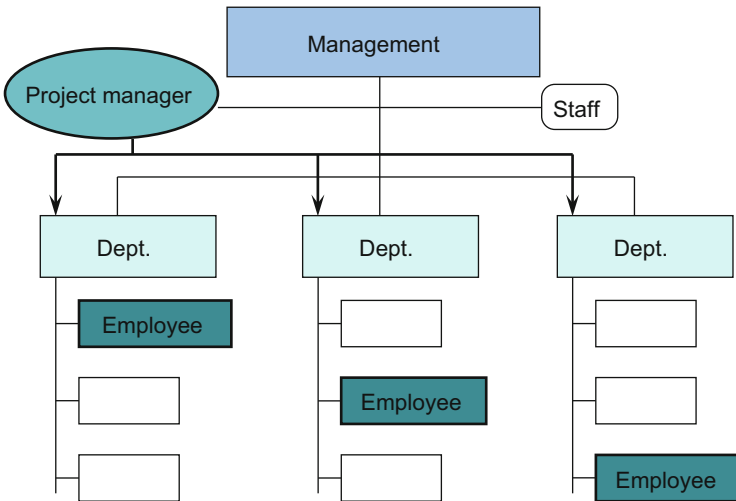 Management
Project manager
Staff
Dept.
Dept.
Dept.
Employee
Employee
Employee